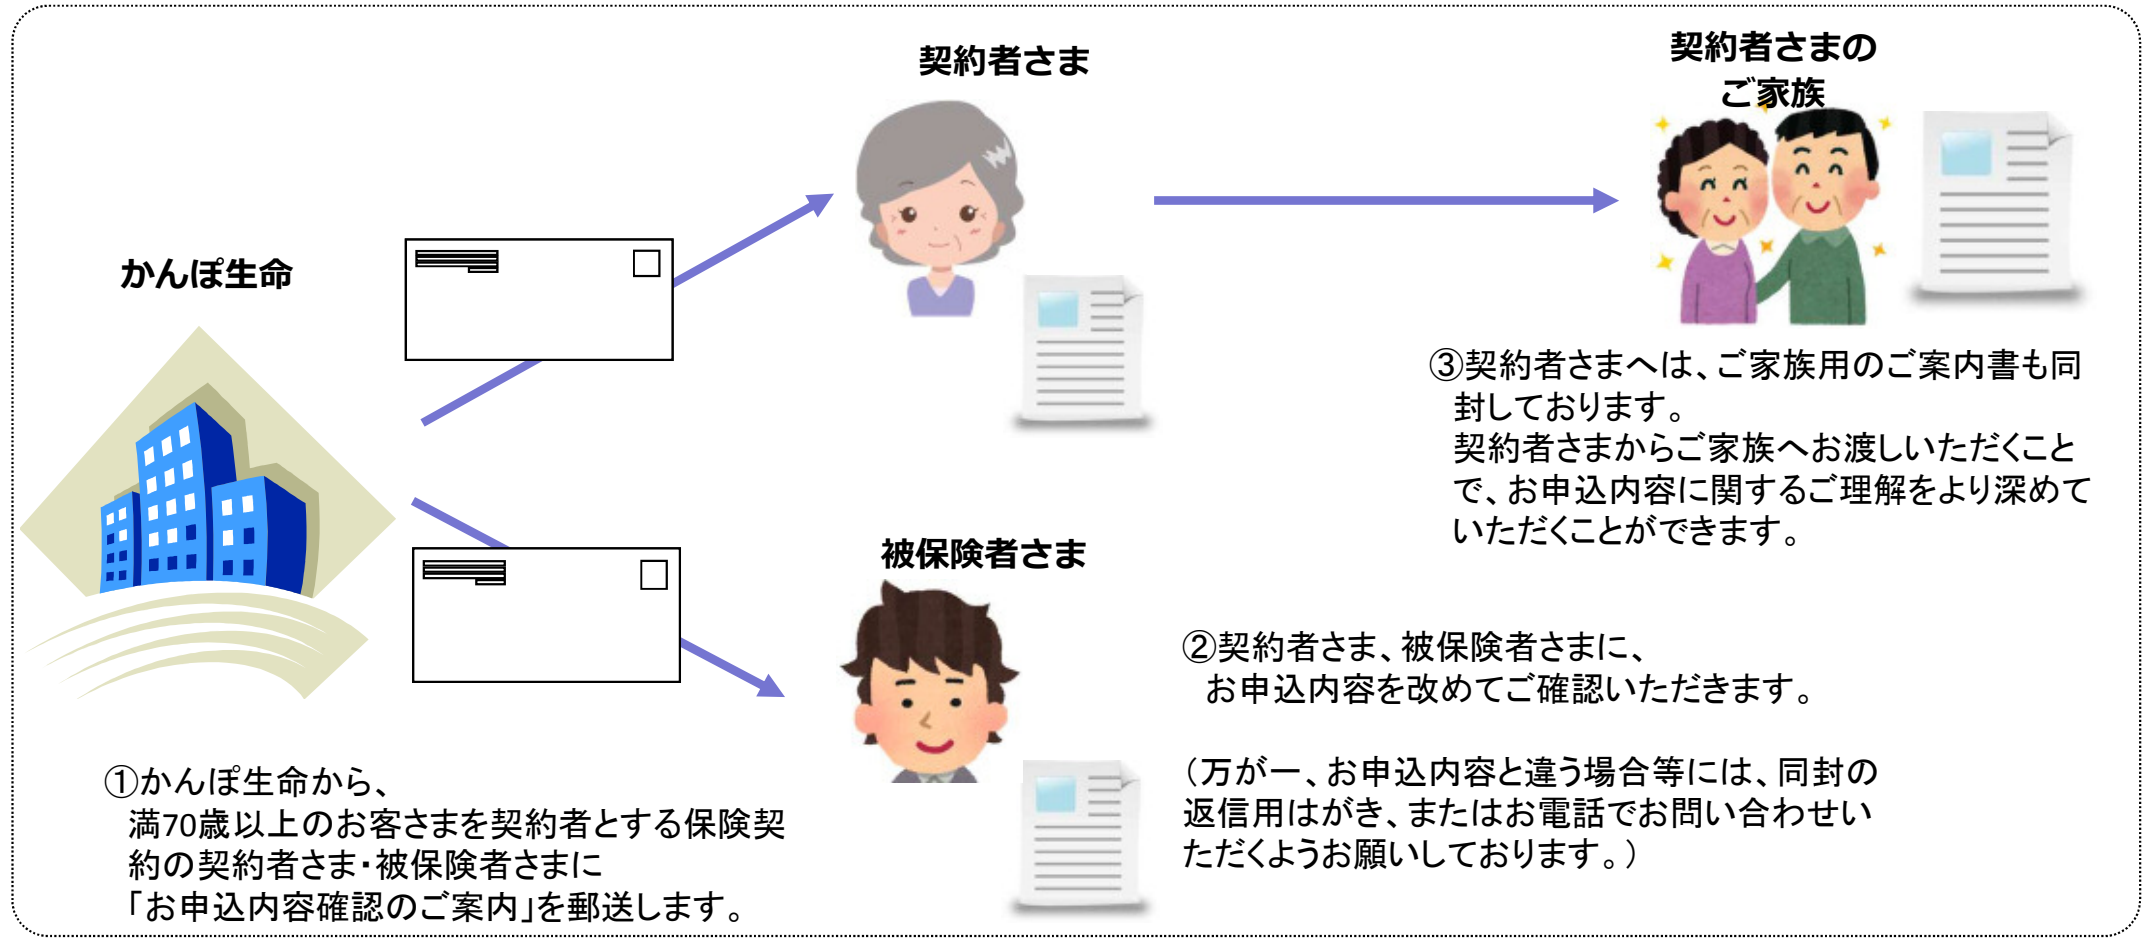 契約者さま
契約者さまの
ご家族
かんぽ生命
③契約者さまへは、ご家族用のご案内書も同
封しております。
契約者さまからご家族へお渡しいただくこと
で、お申込内容に関するご理解をより深めて
いただくことができます。
被保険者さま
②契約者さま、被保険者さまに、
お申込内容を改めてご確認いただきます。
（万が一、お申込内容と違う場合等には、同封の
返信用はがき、またはお電話でお問い合わせい
ただくようお願いしております。）
①かんぽ生命から、
満70歳以上のお客さまを契約者とする保険契
約の契約者さま・被保険者さまに
「お申込内容確認のご案内」を郵送します。